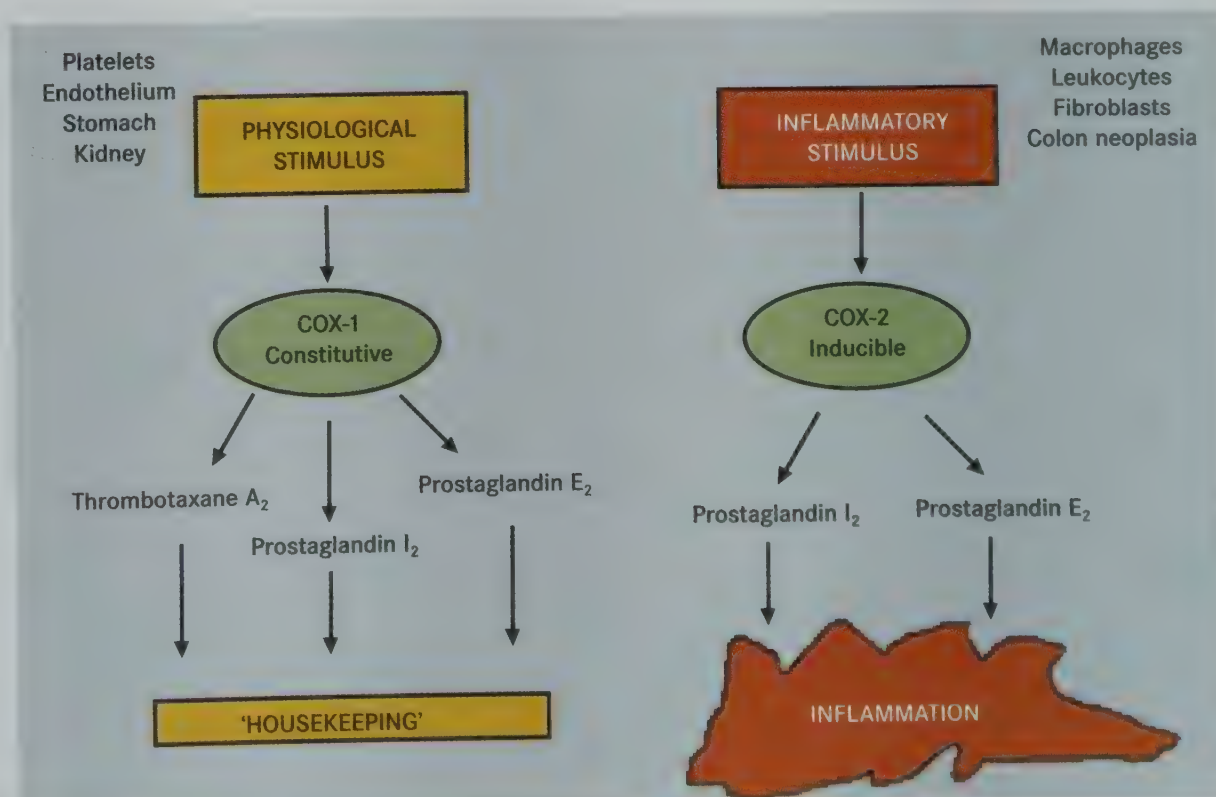 Platelets
Endothelium
Stomach
Kidney
PHYSIOLOGICAL
STIMULUS
COX-1
Constitutive
Thrombotaxane A₂
Prostaglandin I₂
Prostaglandin E₂
'HOUSEKEEPING'
Macrophages
Leukocytes
Fibroblasts
Colon neoplasia
INFLAMMATORY
STIMULUS
COX-2
Inducible
Prostaglandin I₂
Prostaglandin E₂
INFLAMMATION